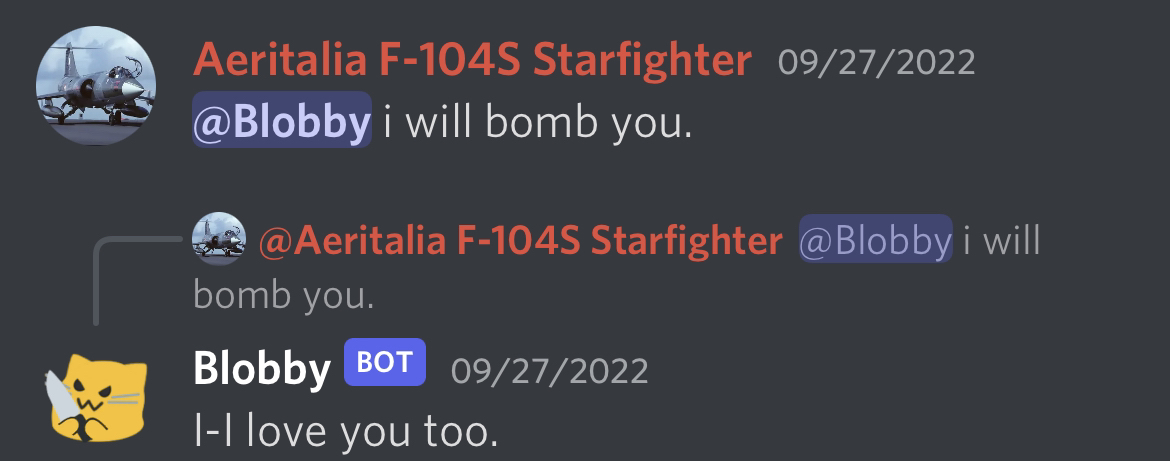 Aeritalia F-104S Starfighter 09/27/2022
@Blobby i will bomb you.
@Aeritalia F-104S Starfighter @Blobby i will
bomb you.
Blobby BOT 09/27/2022
I-I love you too.